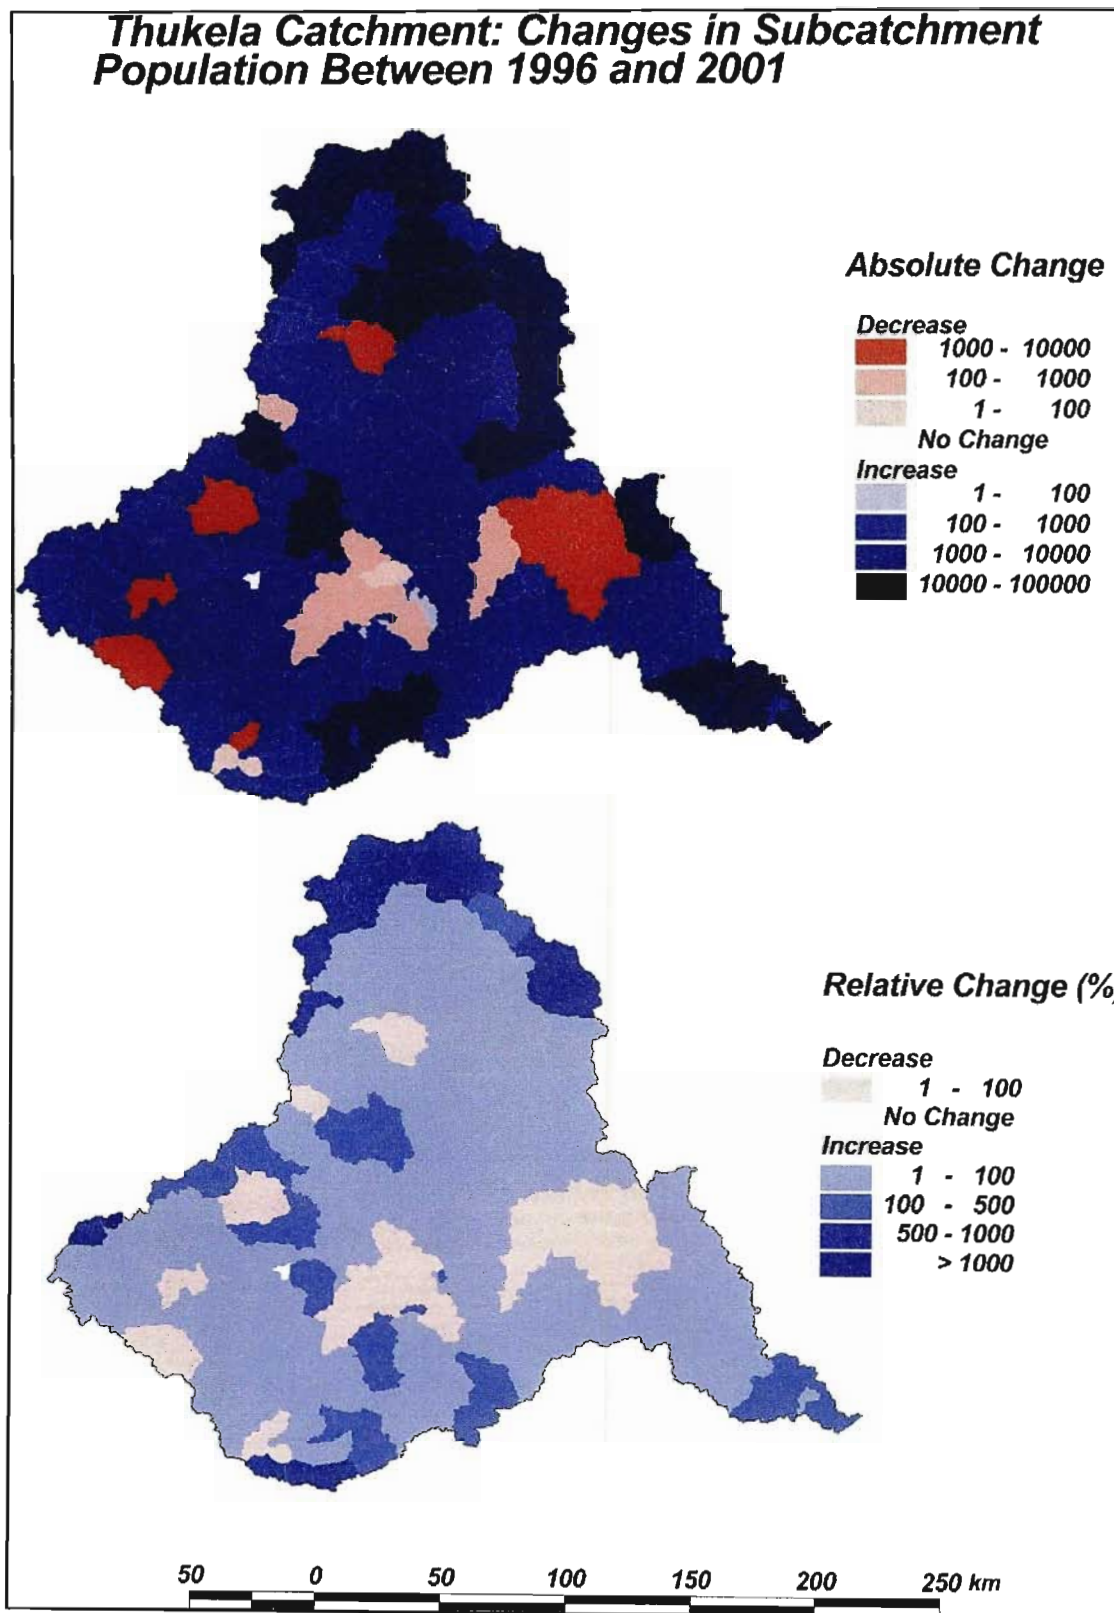 Thukela Catchment: Changes in Subcatchment
Population Between 1996 and 2001
Absolute Change
Decrease
1000 - 10000
100 - 1000
1 - 100
No Change
Increase
1 - 100
100 - 1000
1000 - 10000
10000 - 100000
Relative Change (%)
Decrease
1 - 100
No Change
Increase
1 - 100
100 - 500
500 - 1000
> 1000
50 0 50 100 150 200 250 km